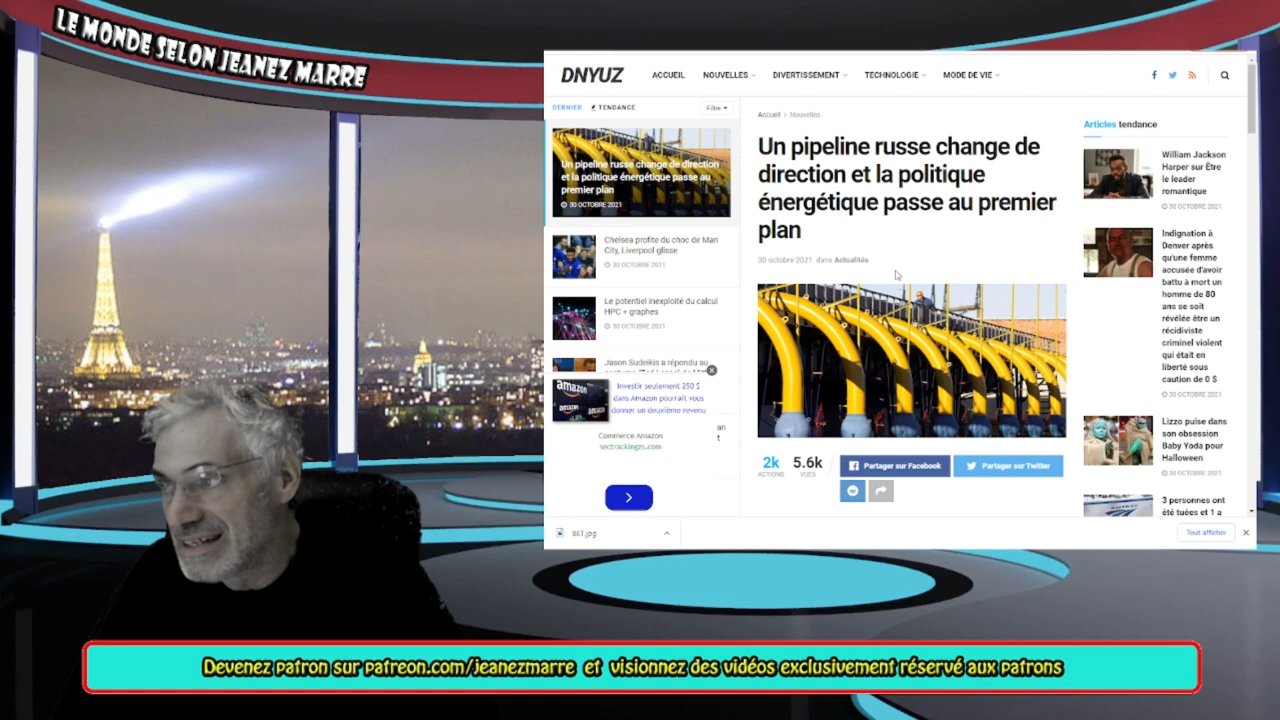 LE MONDE SELON JEANEZ MARRE
DNYUZ
ACCUEIL NOUVELLES DIVERTISSEMENT TECHNOLOGIE MODE DE VIE
DERNIER TENDANCE Filtre
Un pipeline russe change de direction
et la politique énergétique passe au
premier plan
30 OCTOBRE 2021
Chelsea profite du choc de Man
City, Liverpool glisse
30 OCTOBRE 2021
Le potentiel inexploité du calcul
HPC + graphes
30 OCTOBRE 2021
Jason Sudeikis a répondu au
amazon
Investir seulement 250 $
dans Amazon pourrait vous
donner un deuxième revenu
an
t
Commerce Amazon
sectrackingzs.com
Accueil > Nouvelles
Un pipeline russe change de
direction et la politique
énergétique passe au premier
plan
30 octobre 2021 dans Actualités
2k
ACTIONS
5.6k
VUES
Partager sur Facebook
Partager sur Twitter
Articles tendance
William Jackson
Harper sur Être
le leader
romantique
30 OCTOBRE 2021
Indignation à
Denver après
qu'une femme
accusée d'avoir
battu à mort un
homme de 80
ans se soit
révélée être un
récidiviste
criminel violent
qui était en
liberté sous
caution de 0 $
30 OCTOBRE 2021
Lizzo puise dans
son obsession
Baby Yoda pour
Halloween
30 OCTOBRE 2021
3 personnes ont
été tuées et 1 a
BET.jpg
Tout afficher
Devenez patron sur patreon.com/jeanezmarre et visionnez des vidéos exclusivement réservé aux patrons